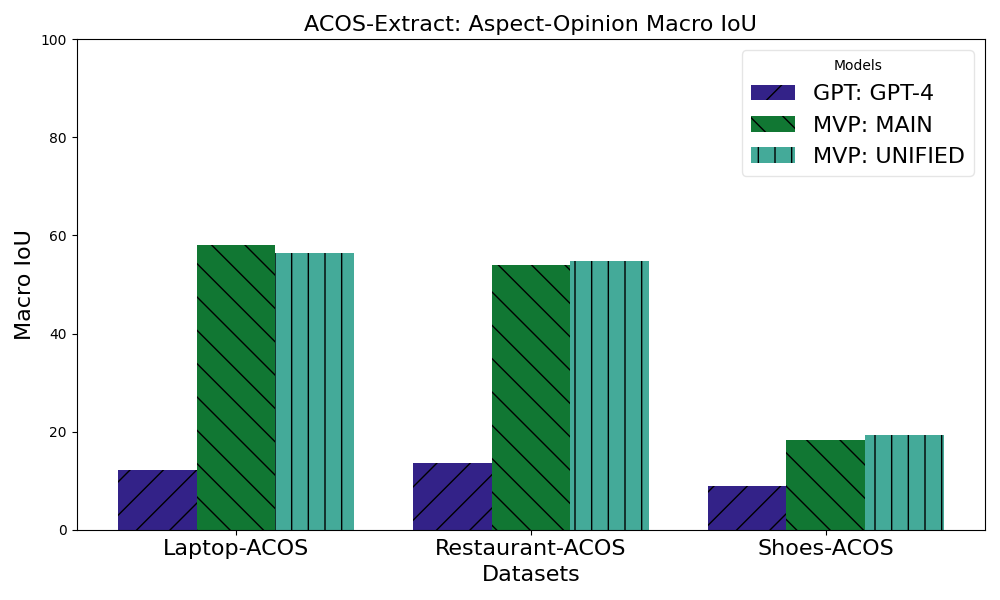 ACOS-Extract: Aspect-Opinion Macro IoU
Models
GPT: GPT-4
MVP: MAIN
MVP: UNIFIED
Macro IoU
100
80
60
40
20
0
Laptop-ACOS
Restaurant-ACOS
Shoes-ACOS
Datasets